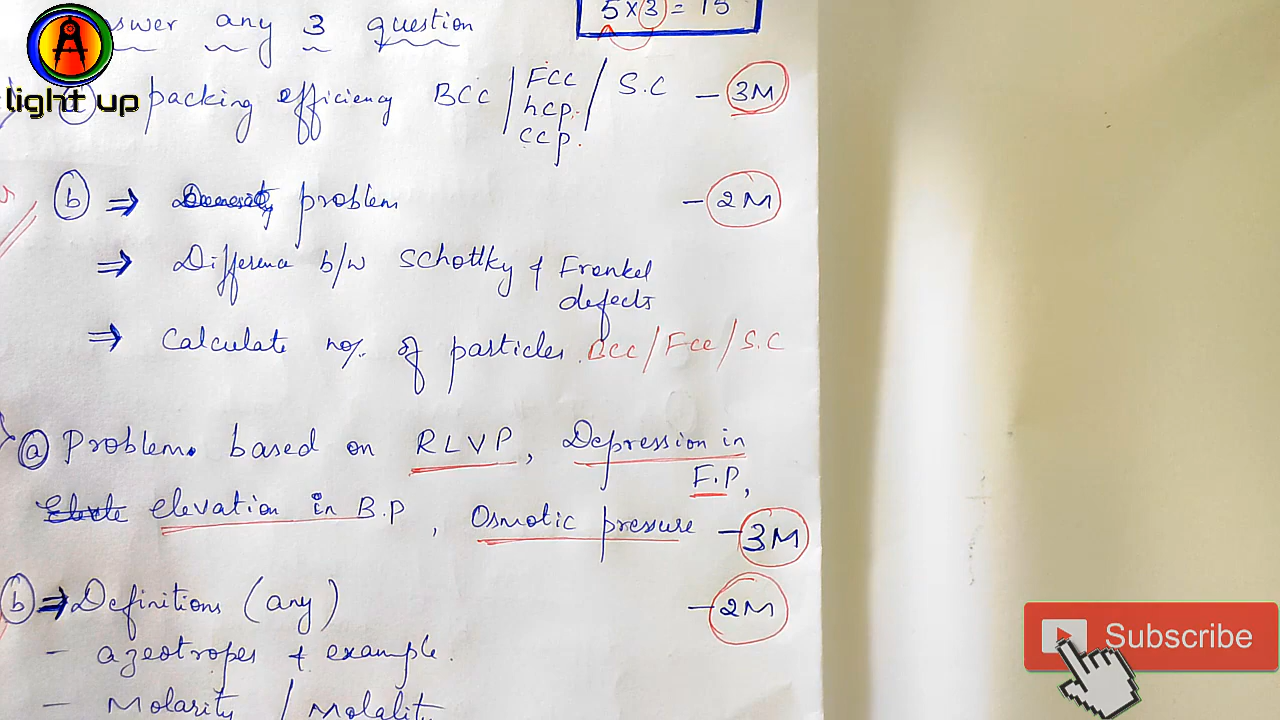 swer any 3 question
5 x 3 = 15
light up
a packing efficiency BCC / FCC hcp. ccp. / S.C - 3M
b ⇒ problem - 2M
⇒ Difference b/w Schottky & Frenkel
defects
⇒ Calculate no/. of particles. BCC / FCC / S.C
a Problem. based on RLVP, Depression in
F.P,
elevation in B.P, Osmotic pressure - 3M
b ⇒ Definitions (any) - 2M
- azeotropes & example.
- Molarity / Molality
Subscribe